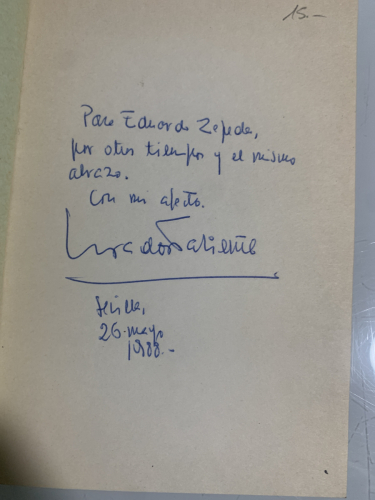 15.—
Para Eduardo Zepeda,
por otros tiempos y el mismo
abrazo.
Con mi afecto.
Sevilla,
26-mayo
1988.-